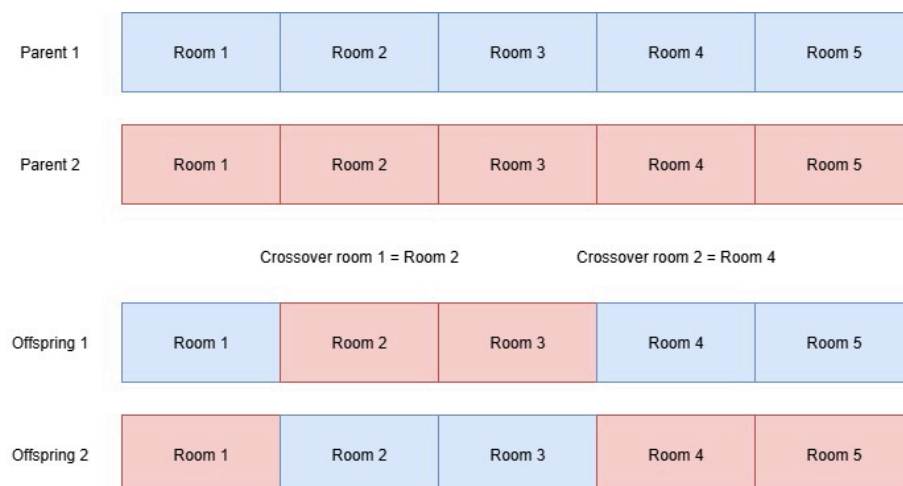 Parent 1 Room 1 Room 2 Room 3 Room 4 Room 5
Parent 2 Room 1 Room 2 Room 3 Room 4 Room 5
Crossover room 1 = Room 2 Crossover room 2 = Room 4
Offspring 1 Room 1 Room 2 Room 3 Room 4 Room 5
Offspring 2 Room 1 Room 2 Room 3 Room 4 Room 5